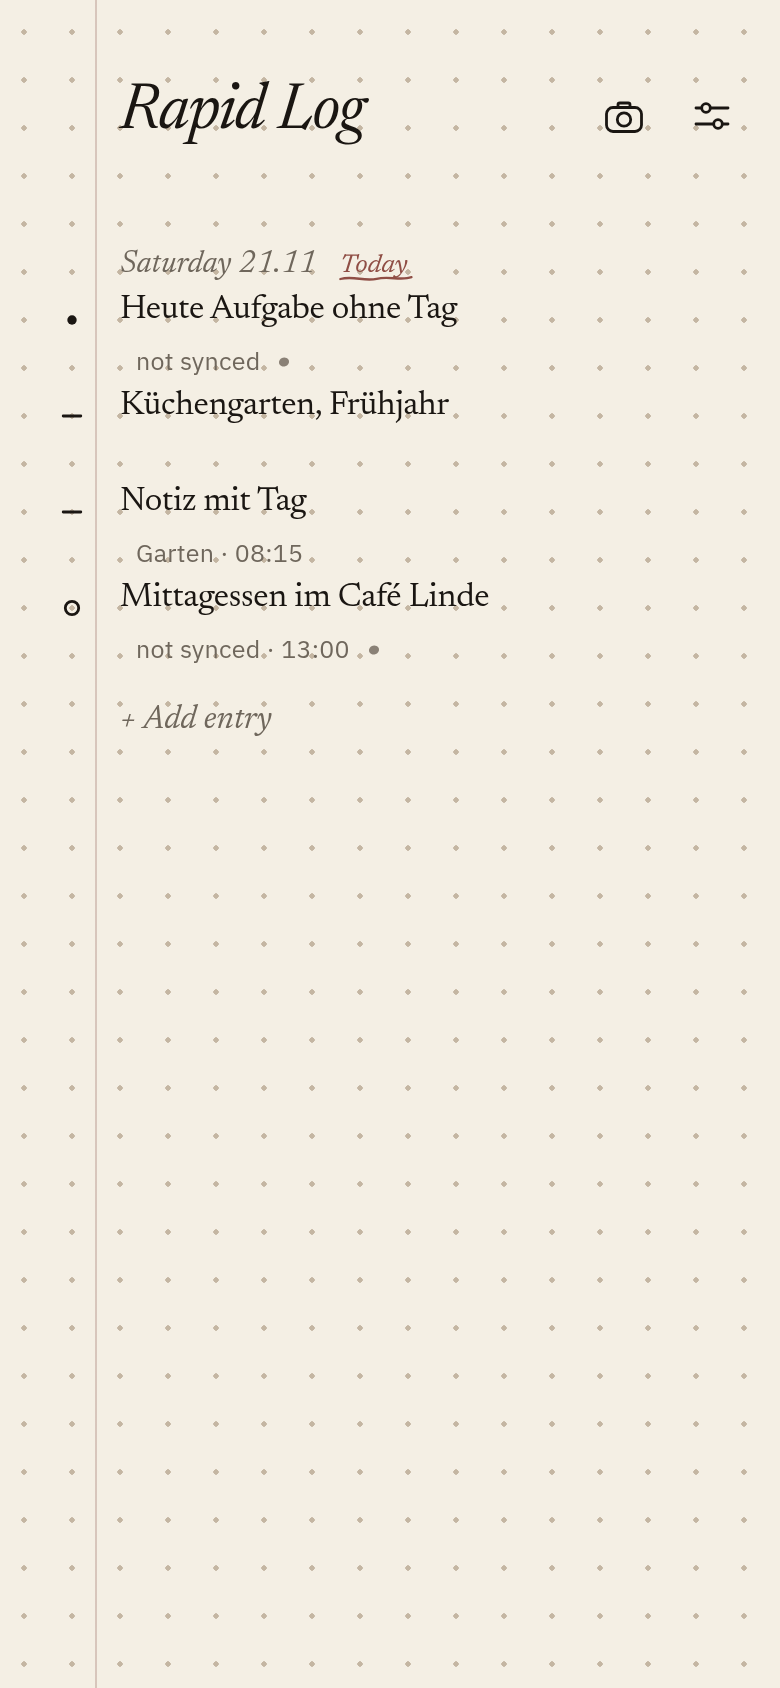 Rapid Log
Saturday 21.11 Today
Heute Aufgabe ohne Tag
not synced
Küchengarten, Frühjahr
Notiz mit Tag
Garten · 08:15
Mittagessen im Café Linde
not synced · 13:00
+ Add entry